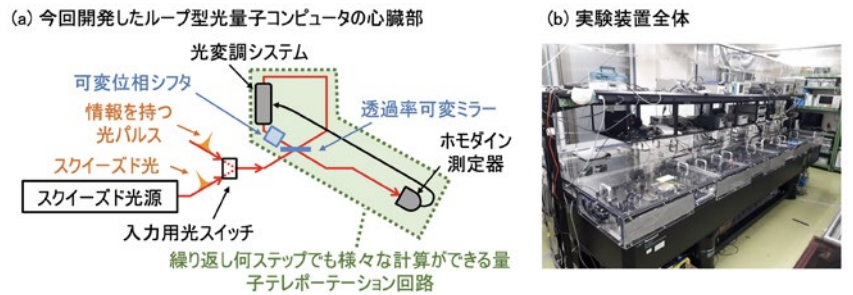 (a) 今回開発したループ型光量子コンピュータの心臓部
(b) 実験装置全体
光変調システム
可変位相シフタ
情報を持つ
光パルス
透過率可変ミラー
スクイーズド光
ホモダイン
測定器
スクイーズド光源
入力用光スイッチ
繰り返し何ステップでも様々な計算ができる量
子テレポーテーション回路